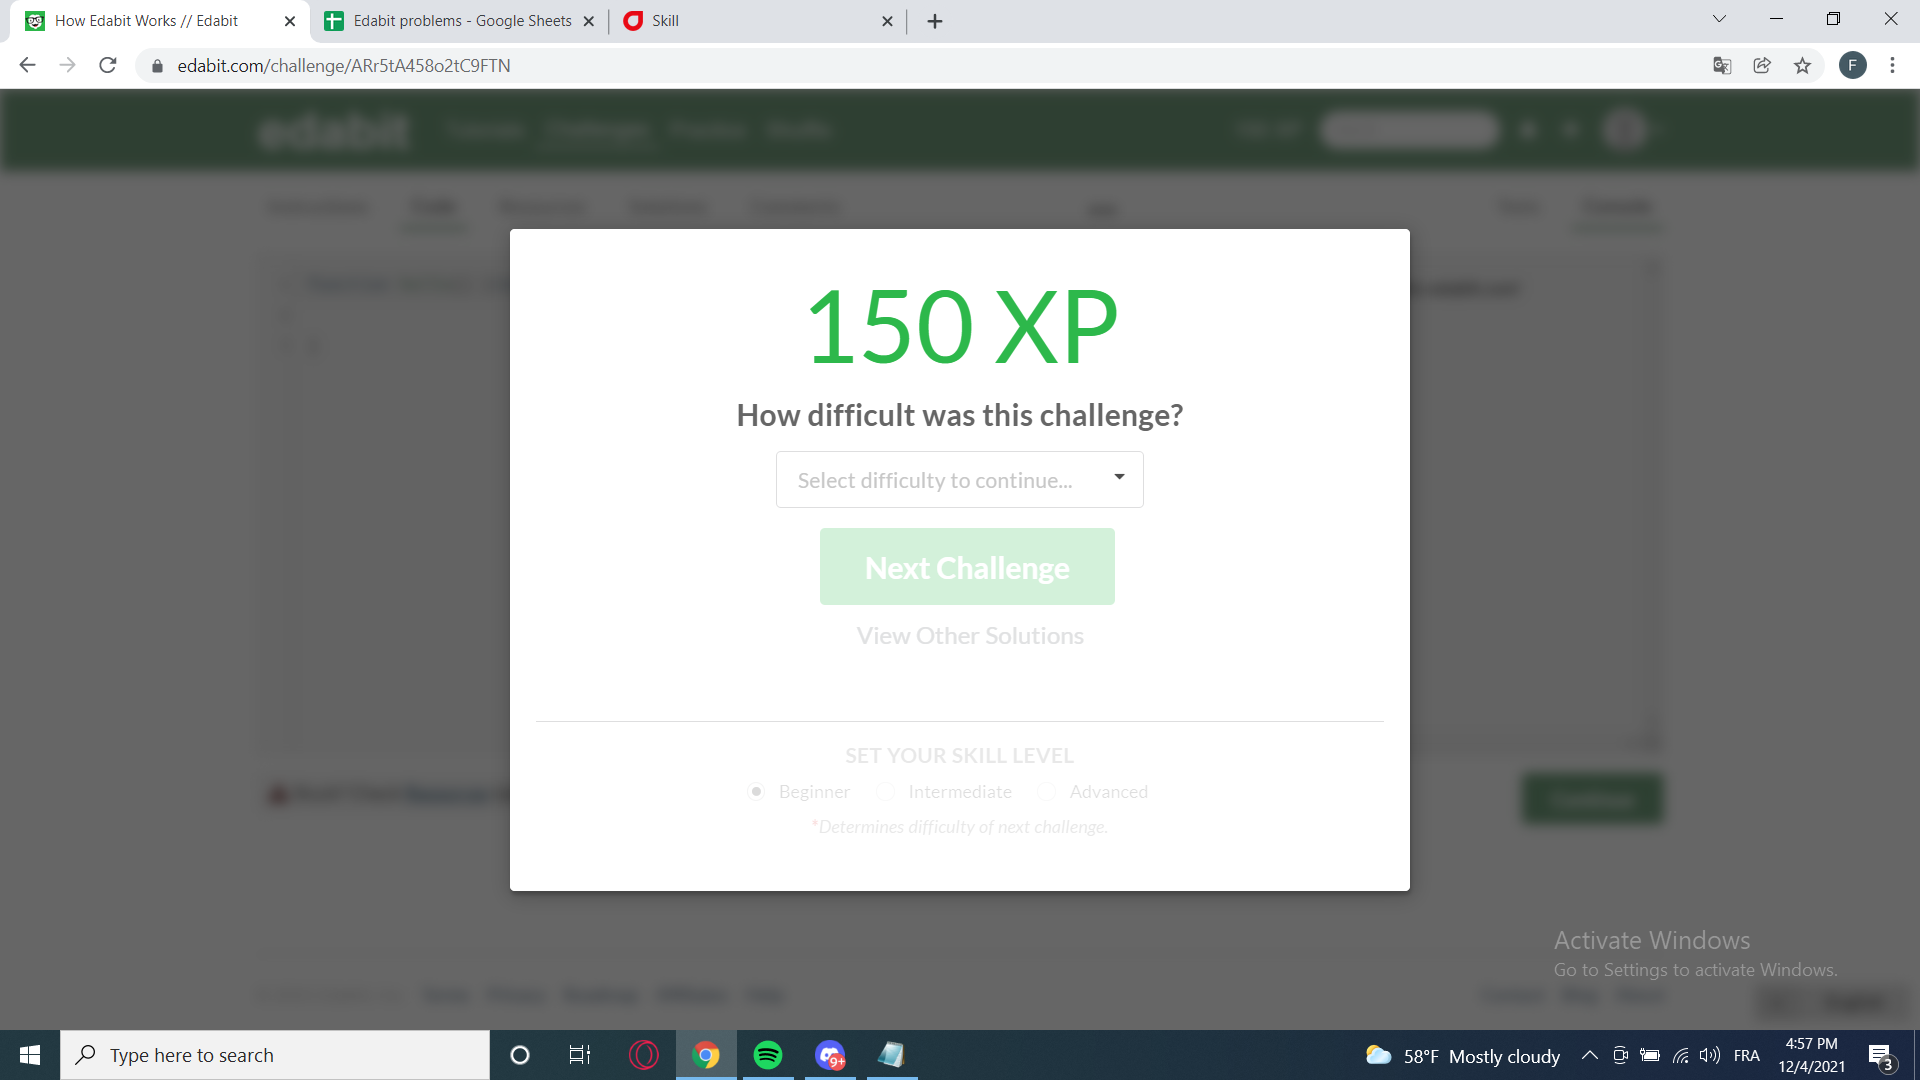 How Edabit Works // Edabit
Edabit problems - Google Sheets
Skill
edabit.com/challenge/ARr5tA458o2tC9FTN
F
edabit
150 XP
How difficult was this challenge?
Select difficulty to continue...
Next Challenge
View Other Solutions
SET YOUR SKILL LEVEL
Beginner Intermediate Advanced
*Determines difficulty of next challenge.
Activate Windows
Go to Settings to activate Windows.
Type here to search
9+
58°F Mostly cloudy
FRA
4:57 PM
12/4/2021
3